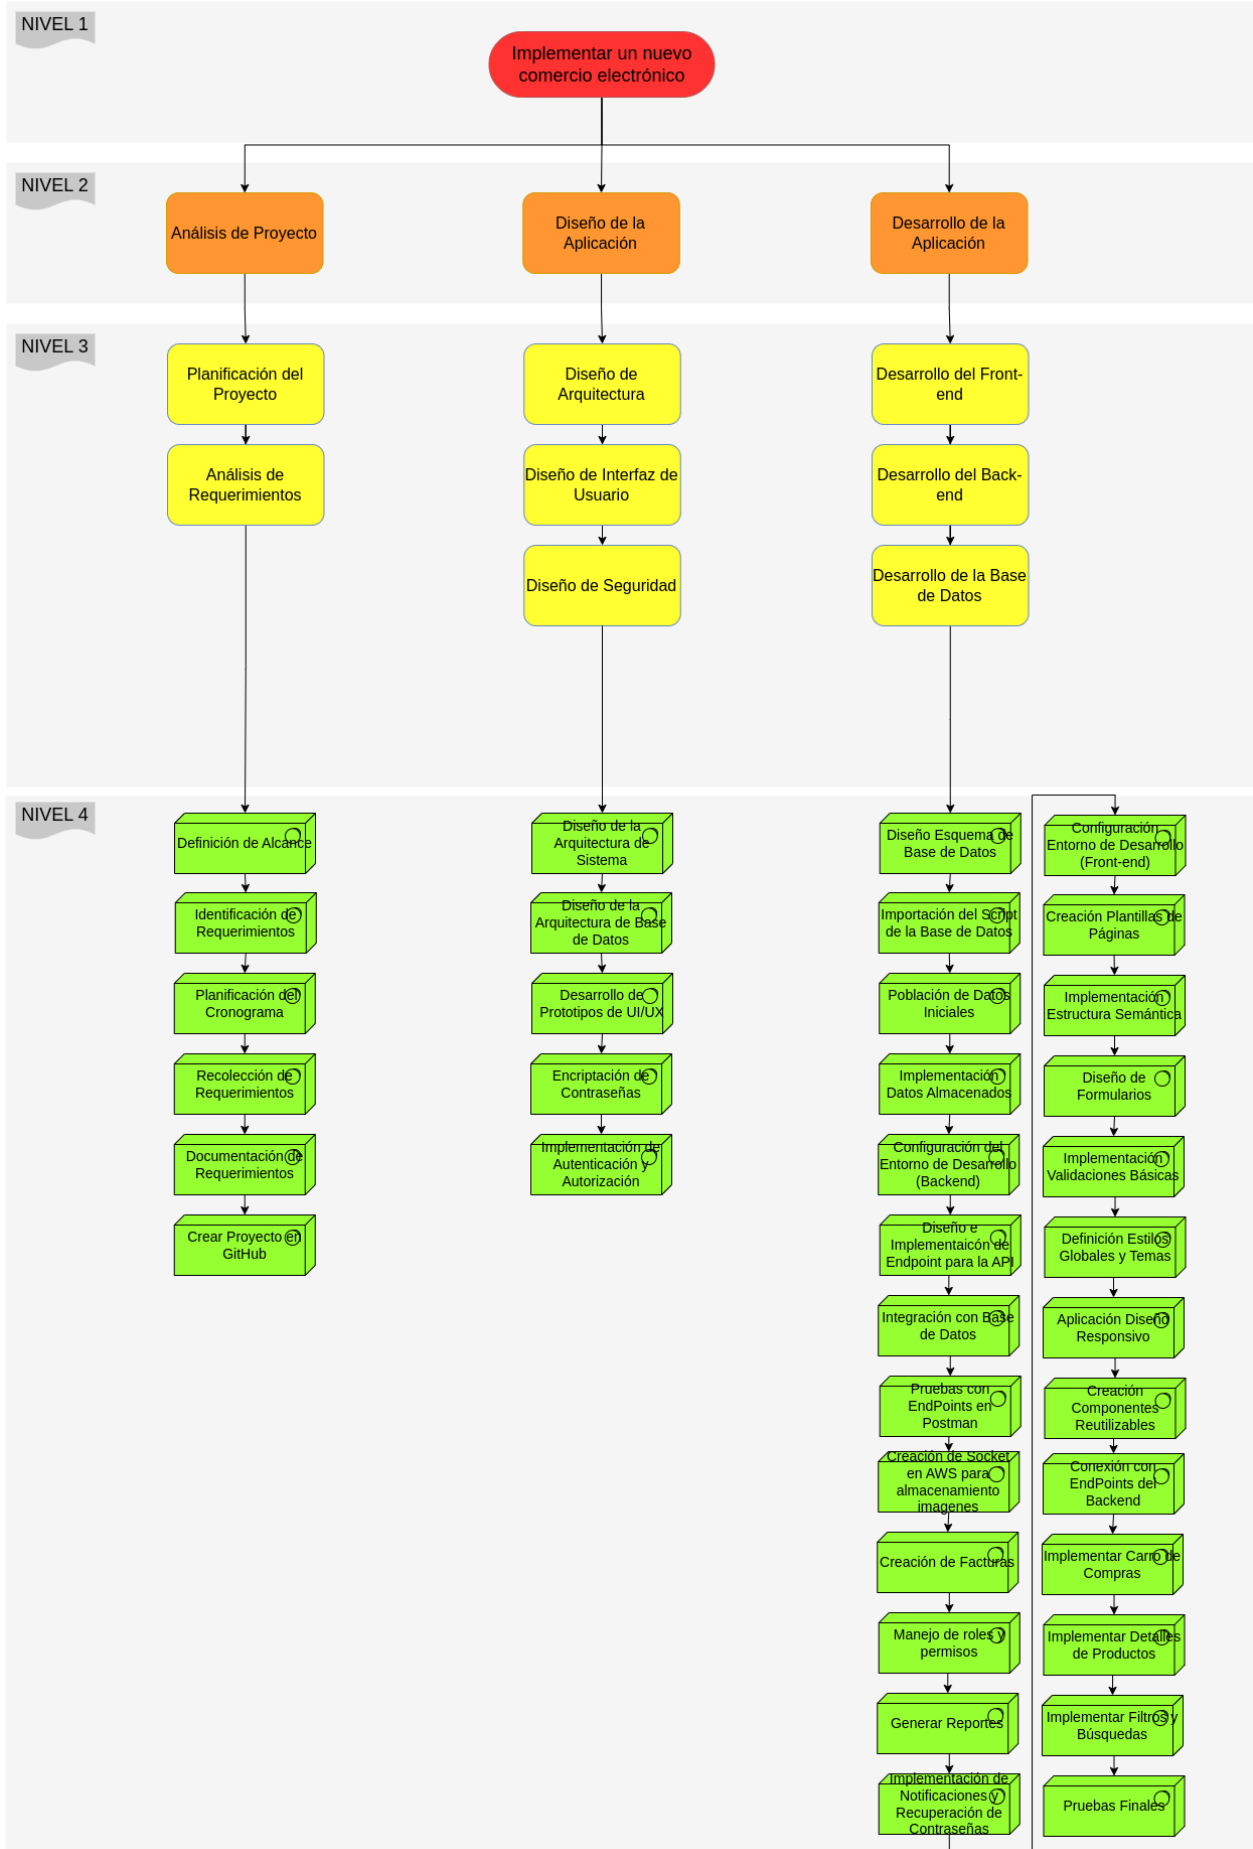 NIVEL 1
Implementar un nuevo
comercio electrónico
NIVEL 2
Análisis de Proyecto
Diseño de la
Aplicación
Desarrollo de la
Aplicación
NIVEL 3
Planificación del
Proyecto
Diseño de
Arquitectura
Desarrollo del Front-
end
Análisis de
Requerimientos
Diseño de Interfaz de
Usuario
Desarrollo del Back-
end
Diseño de Seguridad
Desarrollo de la Base
de Datos
NIVEL 4
Definición de Alcance
Identificación de
Requerimientos
Planificación del
Cronograma
Recolección de
Requerimientos
Documentación de
Requerimientos
Crear Proyecto en
GitHub
Diseño de la
Arquitectura de
Sistema
Diseño de la
Arquitectura de Base
de Datos
Desarrollo de
Prototipos de UI/UX
Encriptación de
Contraseñas
Implementación de
Autenticación y
Autorización
Diseño Esquema de
Base de Datos
Importación del Script
de la Base de Datos
Población de Datos
Iniciales
Implementación
Datos Almacenados
Configuración del
Entorno de Desarrollo
(Backend)
Diseño e
Implementaicón de
Endpoint para la API
Integración con Base
de Datos
Pruebas con
EndPoints en
Postman
Creación de Socket
en AWS para
almacenamiento
imagenes
Creación de Facturas
Manejo de roles y
permisos
Generar Reportes
Implementación de
Notificaciones y
Recuperación de
Contraseñas
Configuración
Entorno de Desarrollo
(Front-end)
Creación Plantillas de
Páginas
Implementación
Estructura Semántica
Diseño de
Formularios
Implementación
Validaciones Básicas
Definición Estilos
Globales y Temas
Aplicación Diseño
Responsivo
Creación
Componentes
Reutilizables
Conexión con
EndPoints del
Backend
Implementar Carro de
Compras
Implementar Detalles
de Productos
Implementar Filtros y
Búsquedas
Pruebas Finales